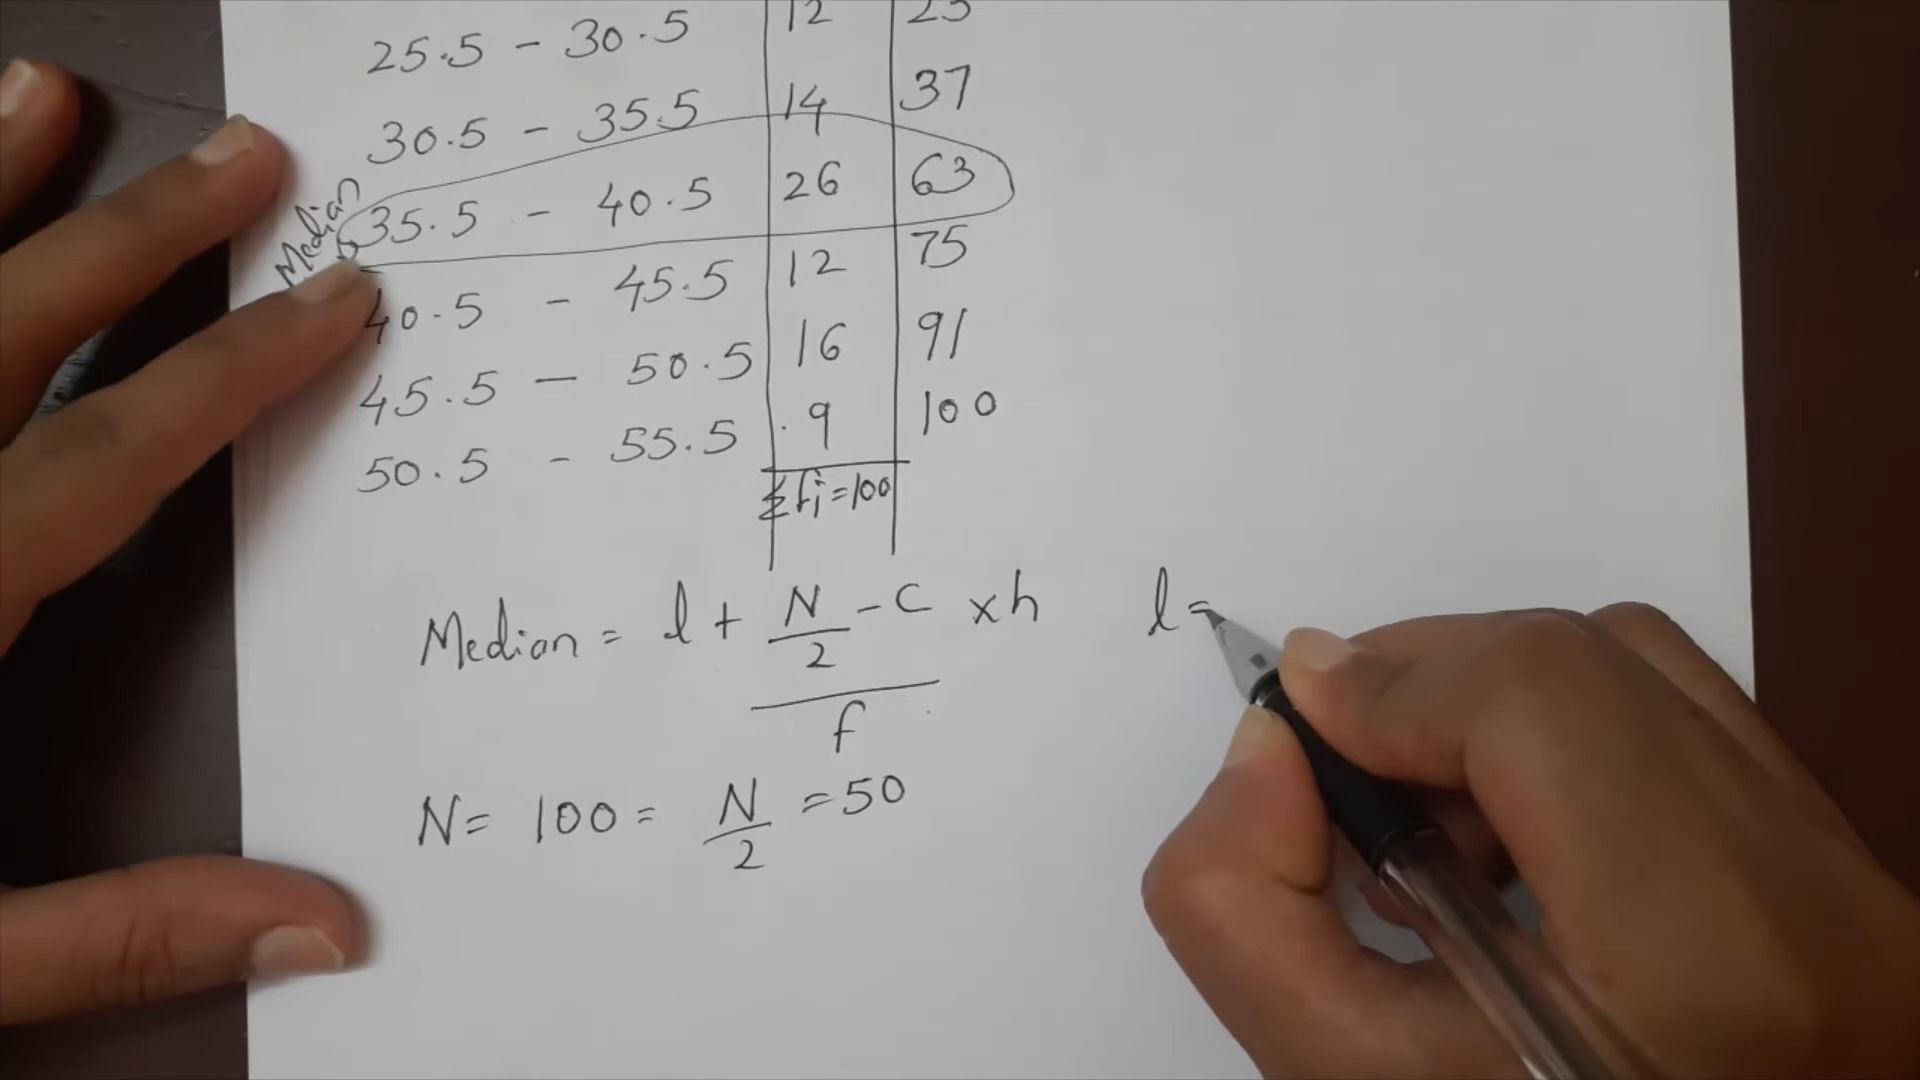 25.5 - 30.5 12 23
30.5 - 35.5 14 37
Median
35.5 - 40.5 26 63
40.5 - 45.5 12 75
45.5 - 50.5 16 91
50.5 - 55.5 9 100
Σfi=100
Median = l + N/2 - C / f × h l =
N = 100 = N/2 = 50